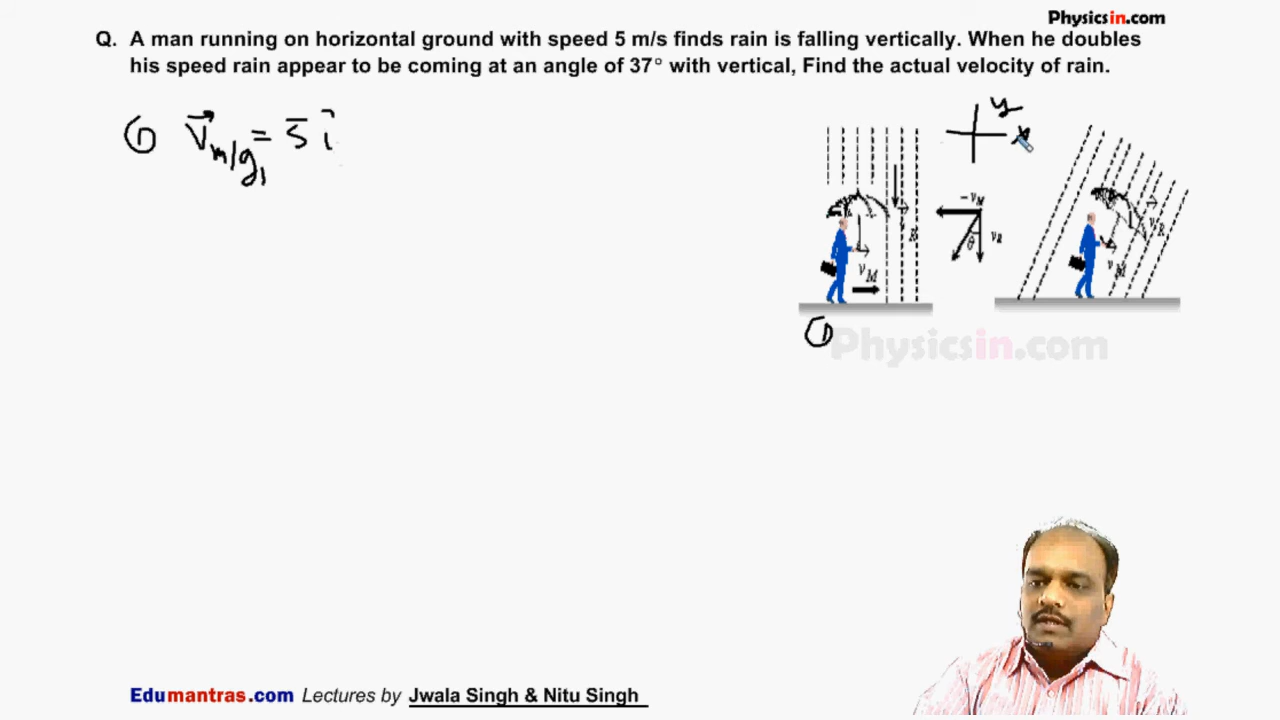 Physicsin.com
Q. A man running on horizontal ground with speed 5 m/s finds rain is falling vertically. When he doubles
his speed rain appear to be coming at an angle of 37° with vertical, Find the actual velocity of rain.
① V⃗m/g₁ = 5 î
y
x
−vM
vR
θ
vR
vM
v'R
vM
①
Physicsin.com
Edumantras.com Lectures by Jwala Singh & Nitu Singh